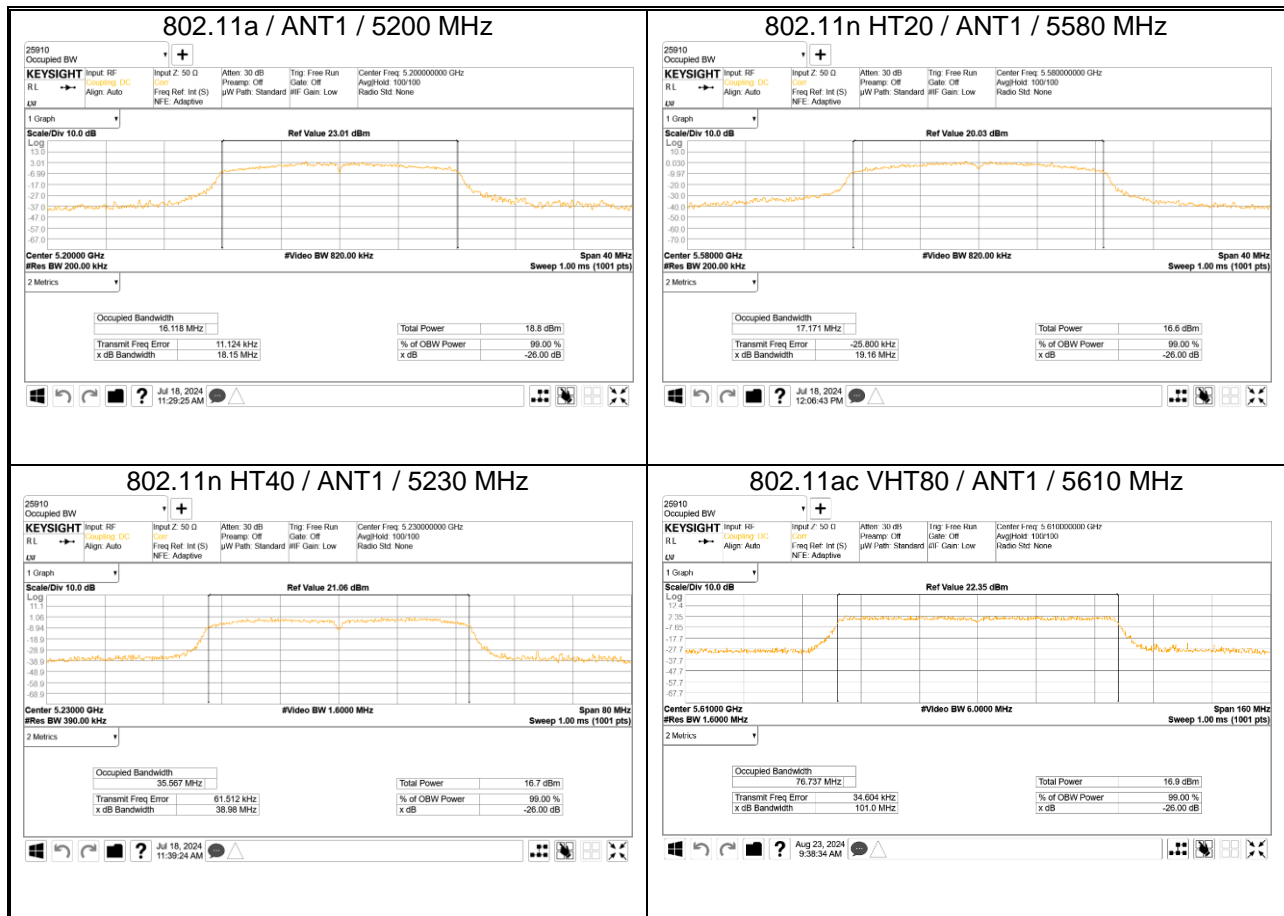 802.11a / ANT1 / 5200 MHz
25910
Occupied BW
+
KEYSIGHT Input: RF Input Z: 50 Ω Atten: 30 dB Trig: Free Run Center Freq: 5.200000000 GHz
RL Coupling: DC Corr Preamp: Off Gate: Off Avg|Hold: 100/100
Align: Auto Freq Ref: Int (S) µW Path: Standard #IF Gain: Low Radio Std: None
LXI NFE: Adaptive
1 Graph
Scale/Div 10.0 dB Ref Value 23.01 dBm
Log
13.0
3.01
-6.99
-17.0
-27.0
-37.0
-47.0
-57.0
-67.0
Center 5.20000 GHz #Video BW 820.00 kHz Span 40 MHz
#Res BW 200.00 kHz Sweep 1.00 ms (1001 pts)
2 Metrics
Occupied Bandwidth
16.118 MHz Total Power 18.8 dBm
Transmit Freq Error 11.124 kHz % of OBW Power 99.00 %
x dB Bandwidth 18.15 MHz x dB -26.00 dB
? Jul 18, 2024
11:29:25 AM
802.11n HT20 / ANT1 / 5580 MHz
25910
Occupied BW
+
KEYSIGHT Input: RF Input Z: 50 Ω Atten: 30 dB Trig: Free Run Center Freq: 5.580000000 GHz
RL Coupling: DC Corr Preamp: Off Gate: Off Avg|Hold: 100/100
Align: Auto Freq Ref: Int (S) µW Path: Standard #IF Gain: Low Radio Std: None
LXI NFE: Adaptive
1 Graph
Scale/Div 10.0 dB Ref Value 20.03 dBm
Log
10.0
0.030
-9.97
-20.0
-30.0
-40.0
-50.0
-60.0
-70.0
Center 5.58000 GHz #Video BW 820.00 kHz Span 40 MHz
#Res BW 200.00 kHz Sweep 1.00 ms (1001 pts)
2 Metrics
Occupied Bandwidth
17.171 MHz Total Power 16.6 dBm
Transmit Freq Error -25.800 kHz % of OBW Power 99.00 %
x dB Bandwidth 19.16 MHz x dB -26.00 dB
? Jul 18, 2024
12:06:43 PM
802.11n HT40 / ANT1 / 5230 MHz
25910
Occupied BW
+
KEYSIGHT Input: RF Input Z: 50 Ω Atten: 30 dB Trig: Free Run Center Freq: 5.230000000 GHz
RL Coupling: DC Corr Preamp: Off Gate: Off Avg|Hold: 100/100
Align: Auto Freq Ref: Int (S) µW Path: Standard #IF Gain: Low Radio Std: None
LXI NFE: Adaptive
1 Graph
Scale/Div 10.0 dB Ref Value 21.06 dBm
Log
11.1
1.06
-8.94
-18.9
-28.9
-38.9
-48.9
-58.9
-68.9
Center 5.23000 GHz #Video BW 1.6000 MHz Span 80 MHz
#Res BW 390.00 kHz Sweep 1.00 ms (1001 pts)
2 Metrics
Occupied Bandwidth
35.567 MHz Total Power 16.7 dBm
Transmit Freq Error 61.512 kHz % of OBW Power 99.00 %
x dB Bandwidth 38.98 MHz x dB -26.00 dB
? Jul 18, 2024
11:39:24 AM
802.11ac VHT80 / ANT1 / 5610 MHz
25910
Occupied BW
+
KEYSIGHT Input: RF Input Z: 50 Ω Atten: 30 dB Trig: Free Run Center Freq: 5.610000000 GHz
RL Coupling: DC Corr Preamp: Off Gate: Off Avg|Hold: 100/100
Align: Auto Freq Ref: Int (S) µW Path: Standard #IF Gain: Low Radio Std: None
LXI NFE: Adaptive
1 Graph
Scale/Div 10.0 dB Ref Value 22.35 dBm
Log
12.4
2.35
-7.65
-17.7
-27.7
-37.7
-47.7
-57.7
-67.7
Center 5.61000 GHz #Video BW 6.0000 MHz Span 160 MHz
#Res BW 1.6000 MHz Sweep 1.00 ms (1001 pts)
2 Metrics
Occupied Bandwidth
76.737 MHz Total Power 16.9 dBm
Transmit Freq Error 34.604 kHz % of OBW Power 99.00 %
x dB Bandwidth 101.0 MHz x dB -26.00 dB
? Aug 23, 2024
9:38:34 AM